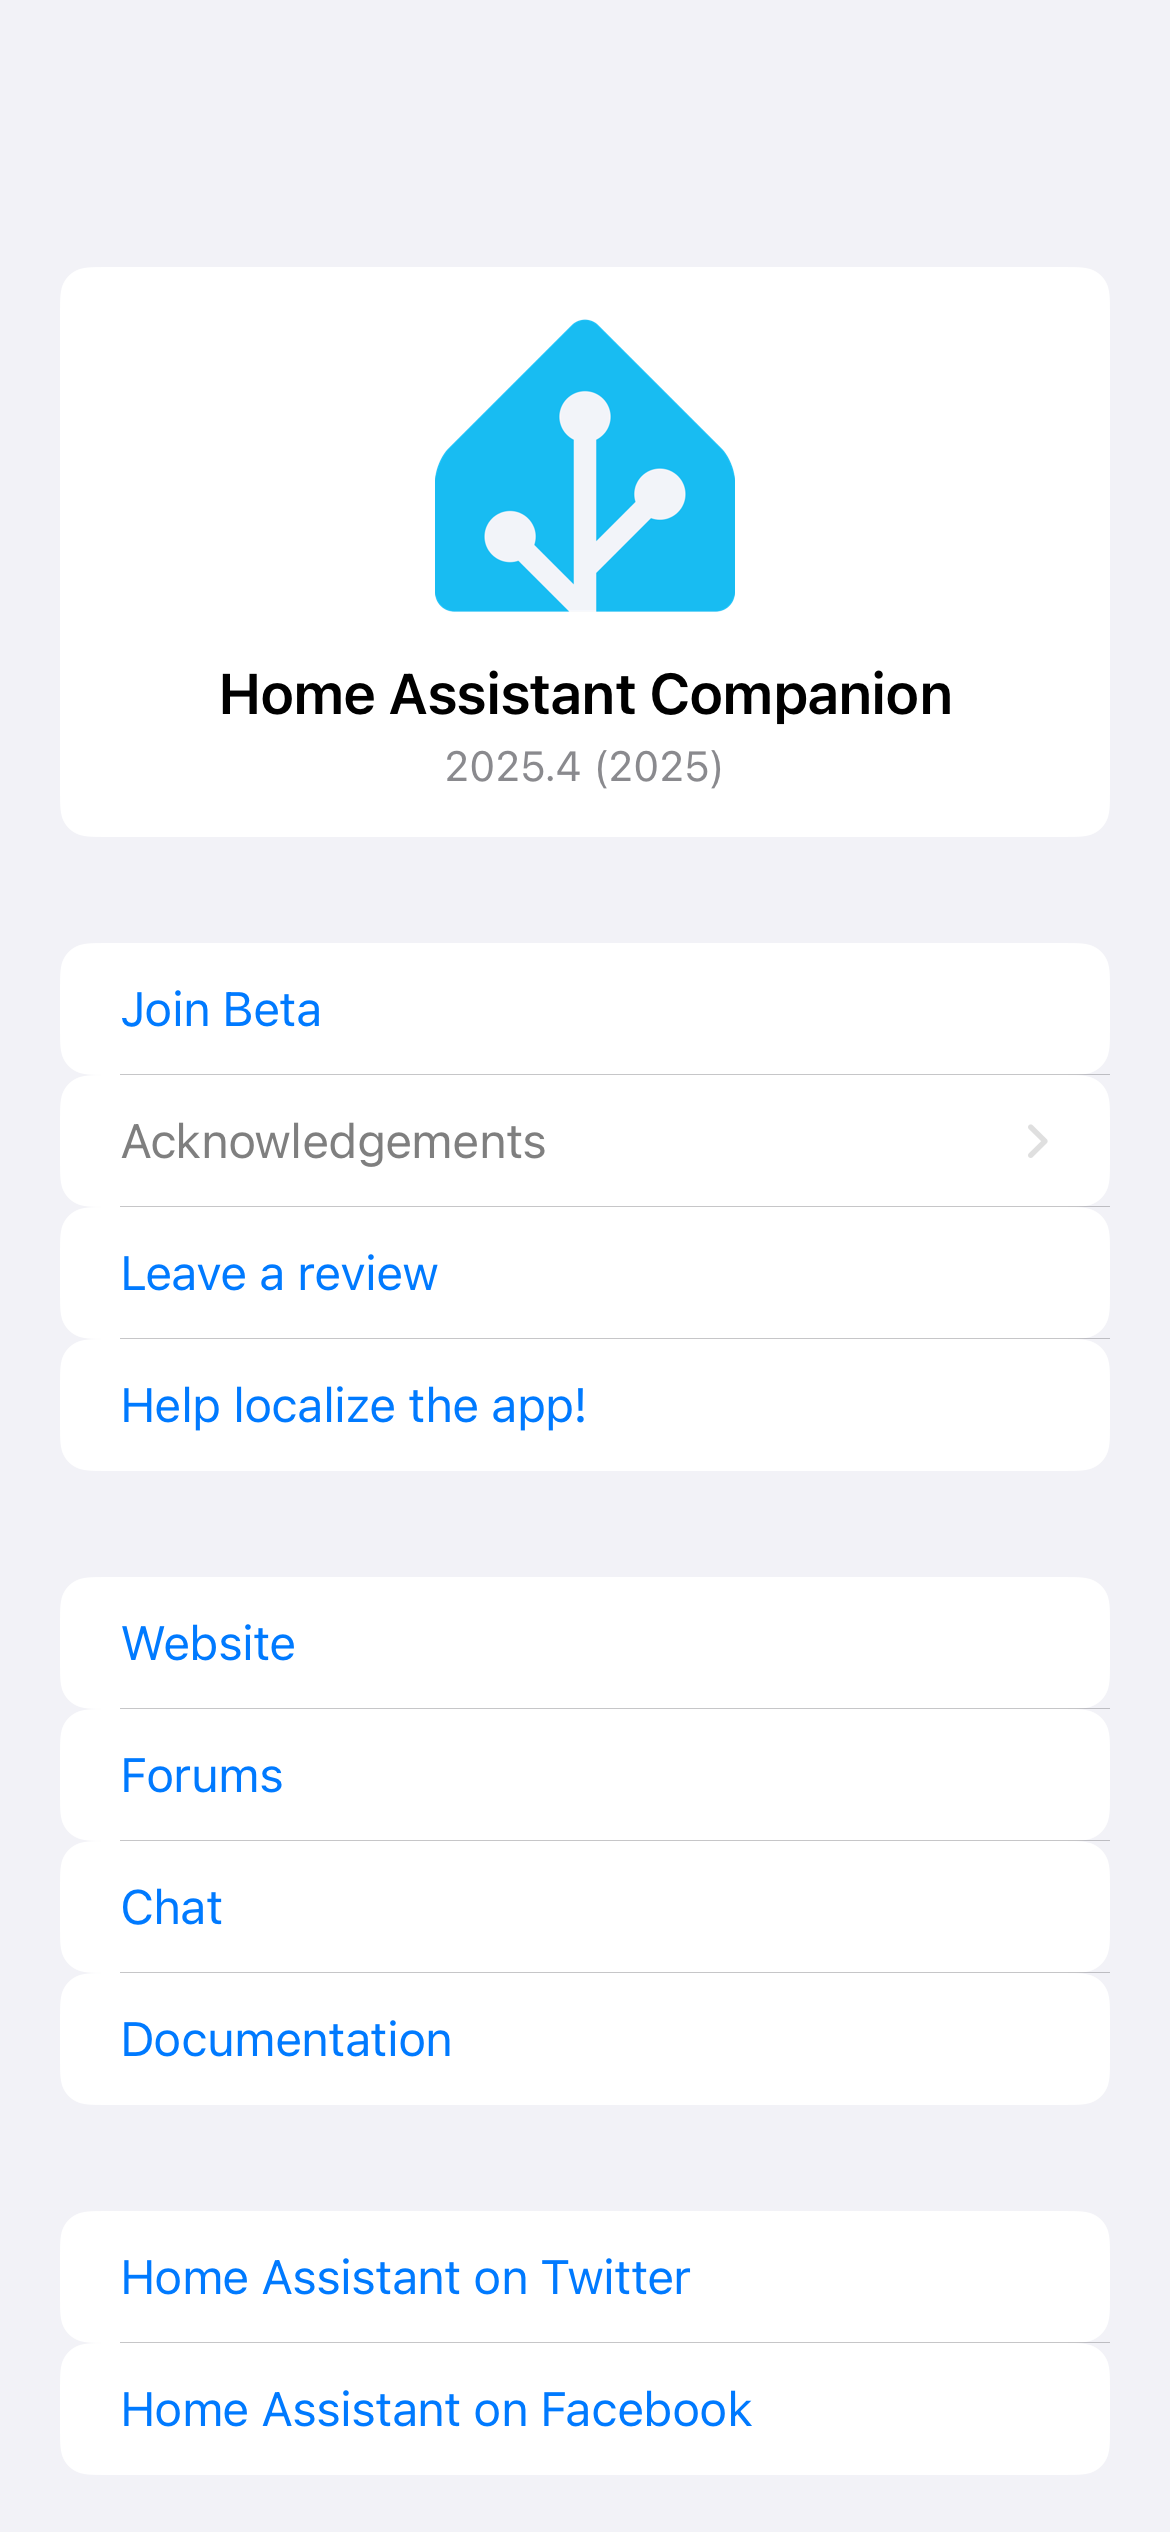 Home Assistant Companion
2025.4 (2025)
Join Beta
Acknowledgements
Leave a review
Help localize the app!
Website
Forums
Chat
Documentation
Home Assistant on Twitter
Home Assistant on Facebook